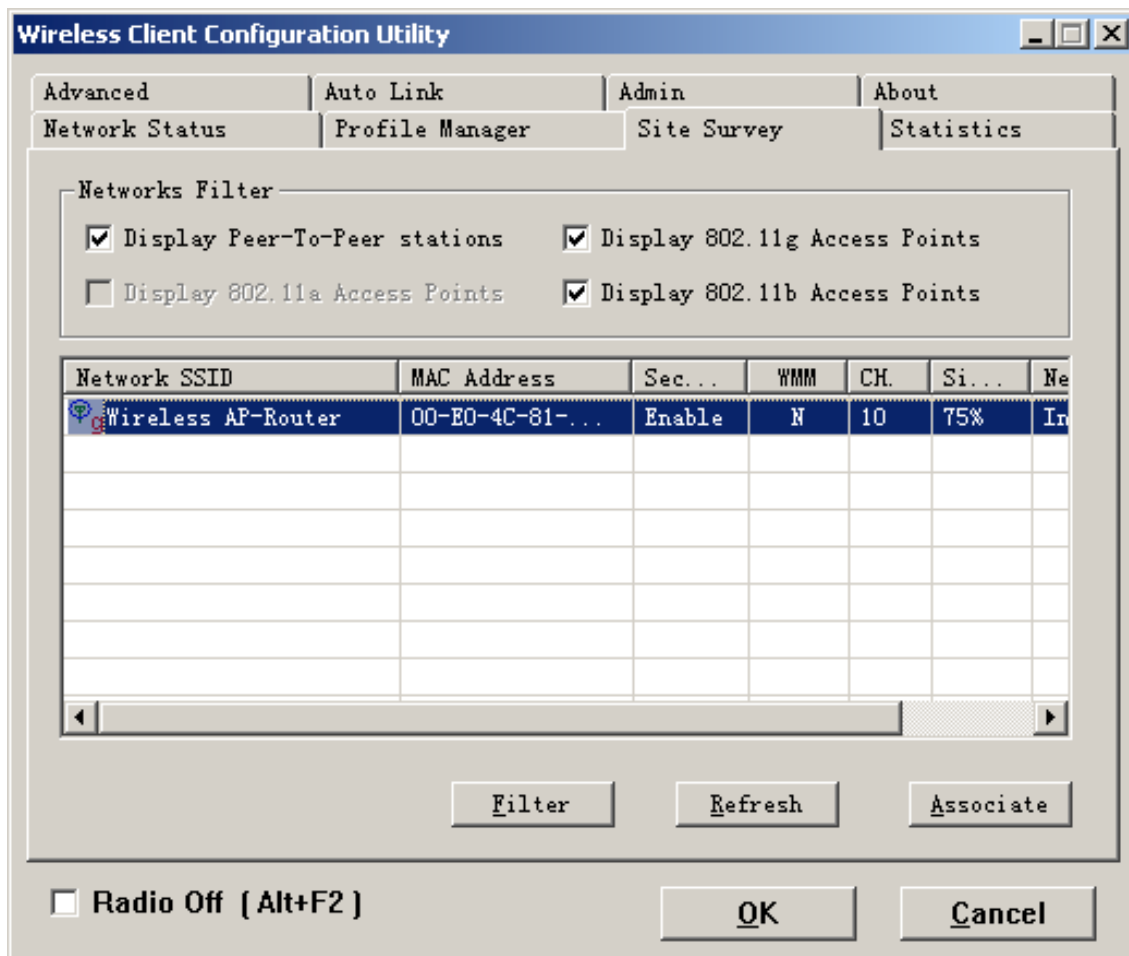 Wireless Client Configuration Utility
Advanced Auto Link Admin About
Network Status Profile Manager Site Survey Statistics
Networks Filter
Display Peer-To-Peer stations Display 802.11g Access Points
Display 802.11a Access Points Display 802.11b Access Points
Network SSID MAC Address Sec... WMM CH. Si... Ne
g Wireless AP-Router 00-E0-4C-81-... Enable N 10 75% In
Filter Refresh Associate
Radio Off ( Alt+F2 ) OK Cancel